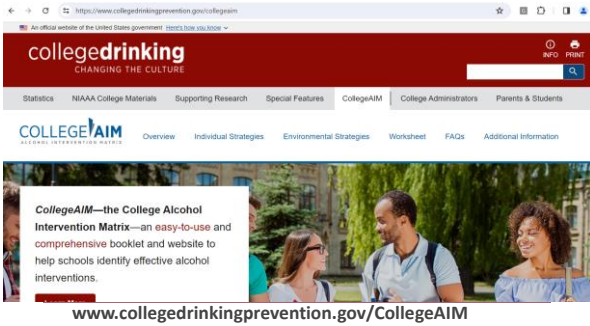 https://www.collegedrinkingprevention.gov/collegeaim
An official website of the United States government Here's how you know
collegedrinking
CHANGING THE CULTURE
INFO PRINT
Statistics NIAAA College Materials Supporting Research Special Features CollegeAIM College Administrators Parents & Students
COLLEGE AIM
ALCOHOL INTERVENTION MATRIX
Overview Individual Strategies Environmental Strategies Worksheet FAQs Additional Information
CollegeAIM—the College Alcohol
Intervention Matrix—an easy-to-use and
comprehensive booklet and website to
help schools identify effective alcohol
interventions.
Learn More
www.collegedrinkingprevention.gov/CollegeAIM